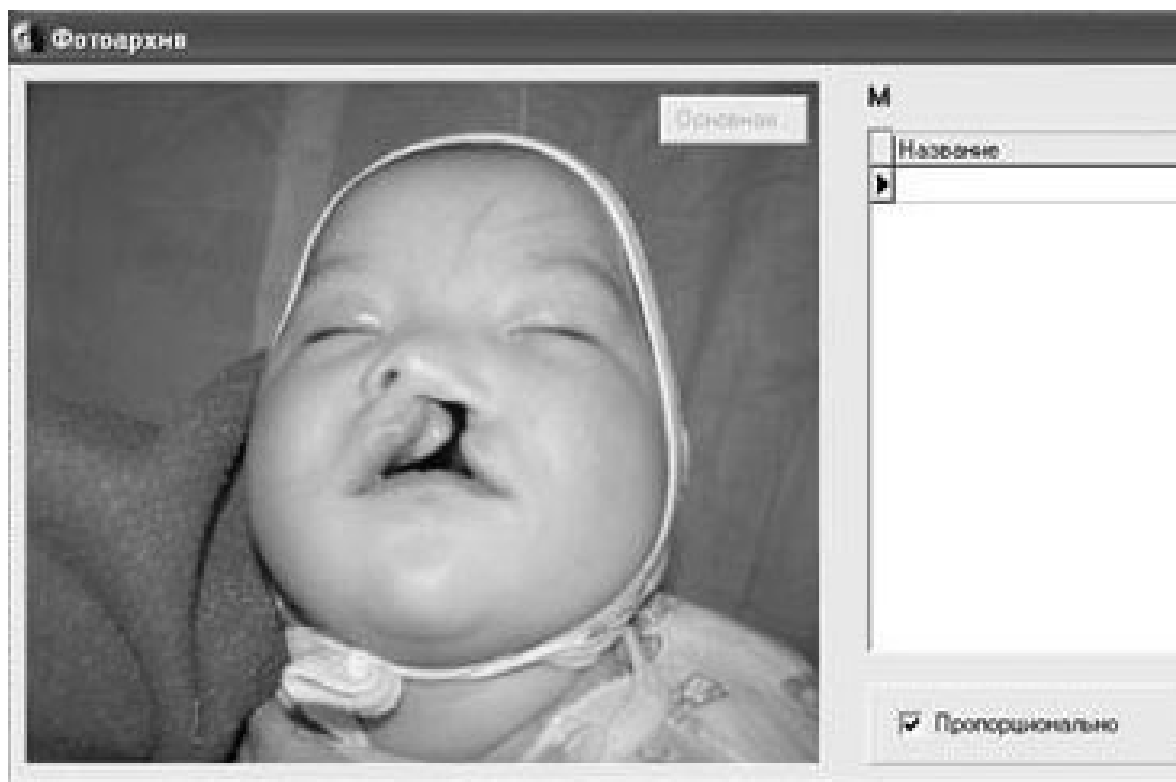 Фотоархив
Основная...
М
Название
Пропорционально